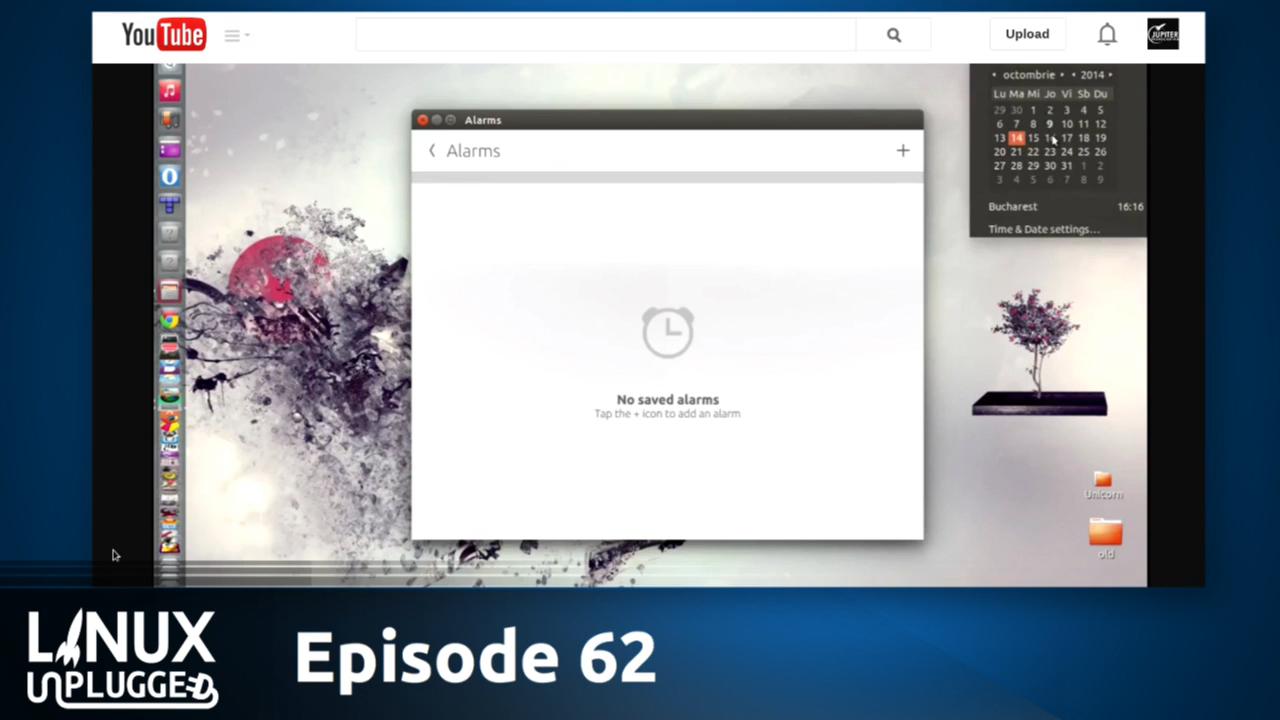 YouTube
Upload
JUPITER
octombrie 2014
Lu Ma Mi Jo Vi Sb Du
29 30 1 2 3 4 5
6 7 8 9 10 11 12
13 14 15 16 17 18 19
20 21 22 23 24 25 26
27 28 29 30 31 1 2
3 4 5 6 7 8 9
Bucharest 16:16
Time & Date settings...
Alarms
Alarms +
No saved alarms
Tap the + icon to add an alarm
Unicorn
old
LINUX
UNPLUGGED
Episode 62